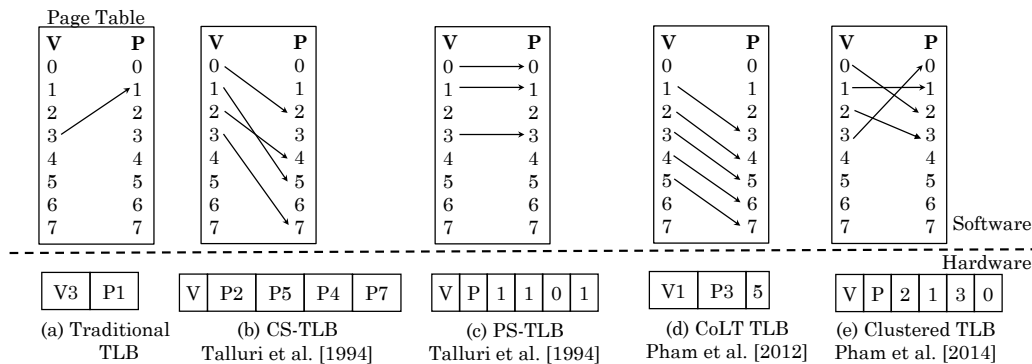 Page Table
V P V P V P V P V P
0 0 0 0 0 0 0 0 0 0
1 1 1 1 1 1 1 1 1 1
2 2 2 2 2 2 2 2 2 2
3 3 3 3 3 3 3 3 3 3
4 4 4 4 4 4 4 4 4 4
5 5 5 5 5 5 5 5 5 5
6 6 6 6 6 6 6 6 6 6
7 7 7 7 7 7 7 7 7 7
Software
Hardware
V3 P1
V P2 P5 P4 P7
V P 1 1 0 1
V1 P3 5
V P 2 1 3 0
(a) Traditional
TLB
(b) CS-TLB
Talluri et al. [1994]
(c) PS-TLB
Talluri et al. [1994]
(d) CoLT TLB
Pham et al. [2012]
(e) Clustered TLB
Pham et al. [2014]